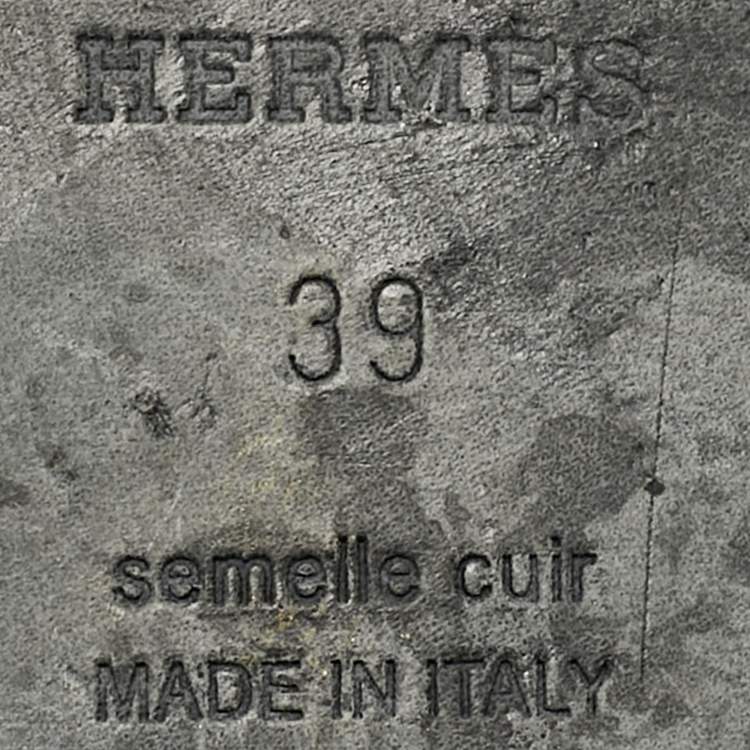 HERMÈS
39
semelle cuir
MADE IN ITALY